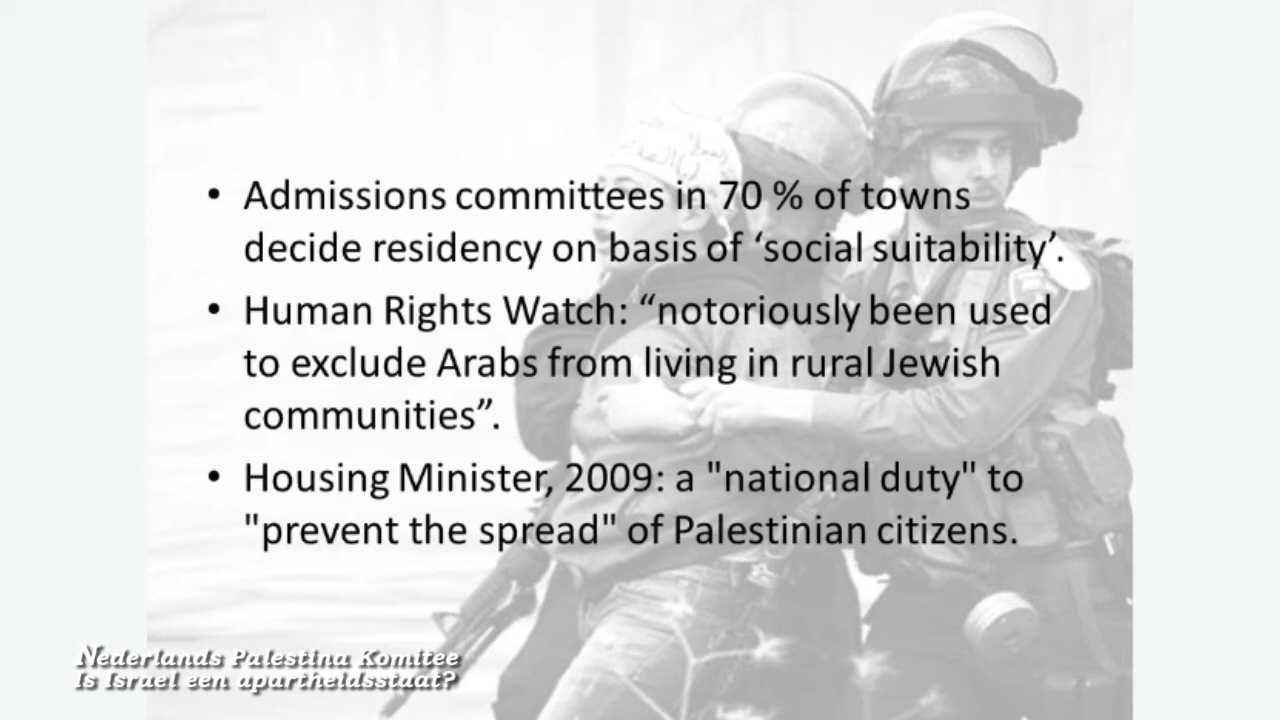 • Admissions committees in 70 % of towns
decide residency on basis of ‘social suitability’.
• Human Rights Watch: “notoriously been used
to exclude Arabs from living in rural Jewish
communities”.
• Housing Minister, 2009: a "national duty" to
"prevent the spread" of Palestinian citizens.
Nederlands Palestina Komitee
Is Israel een apartheidsstaat?